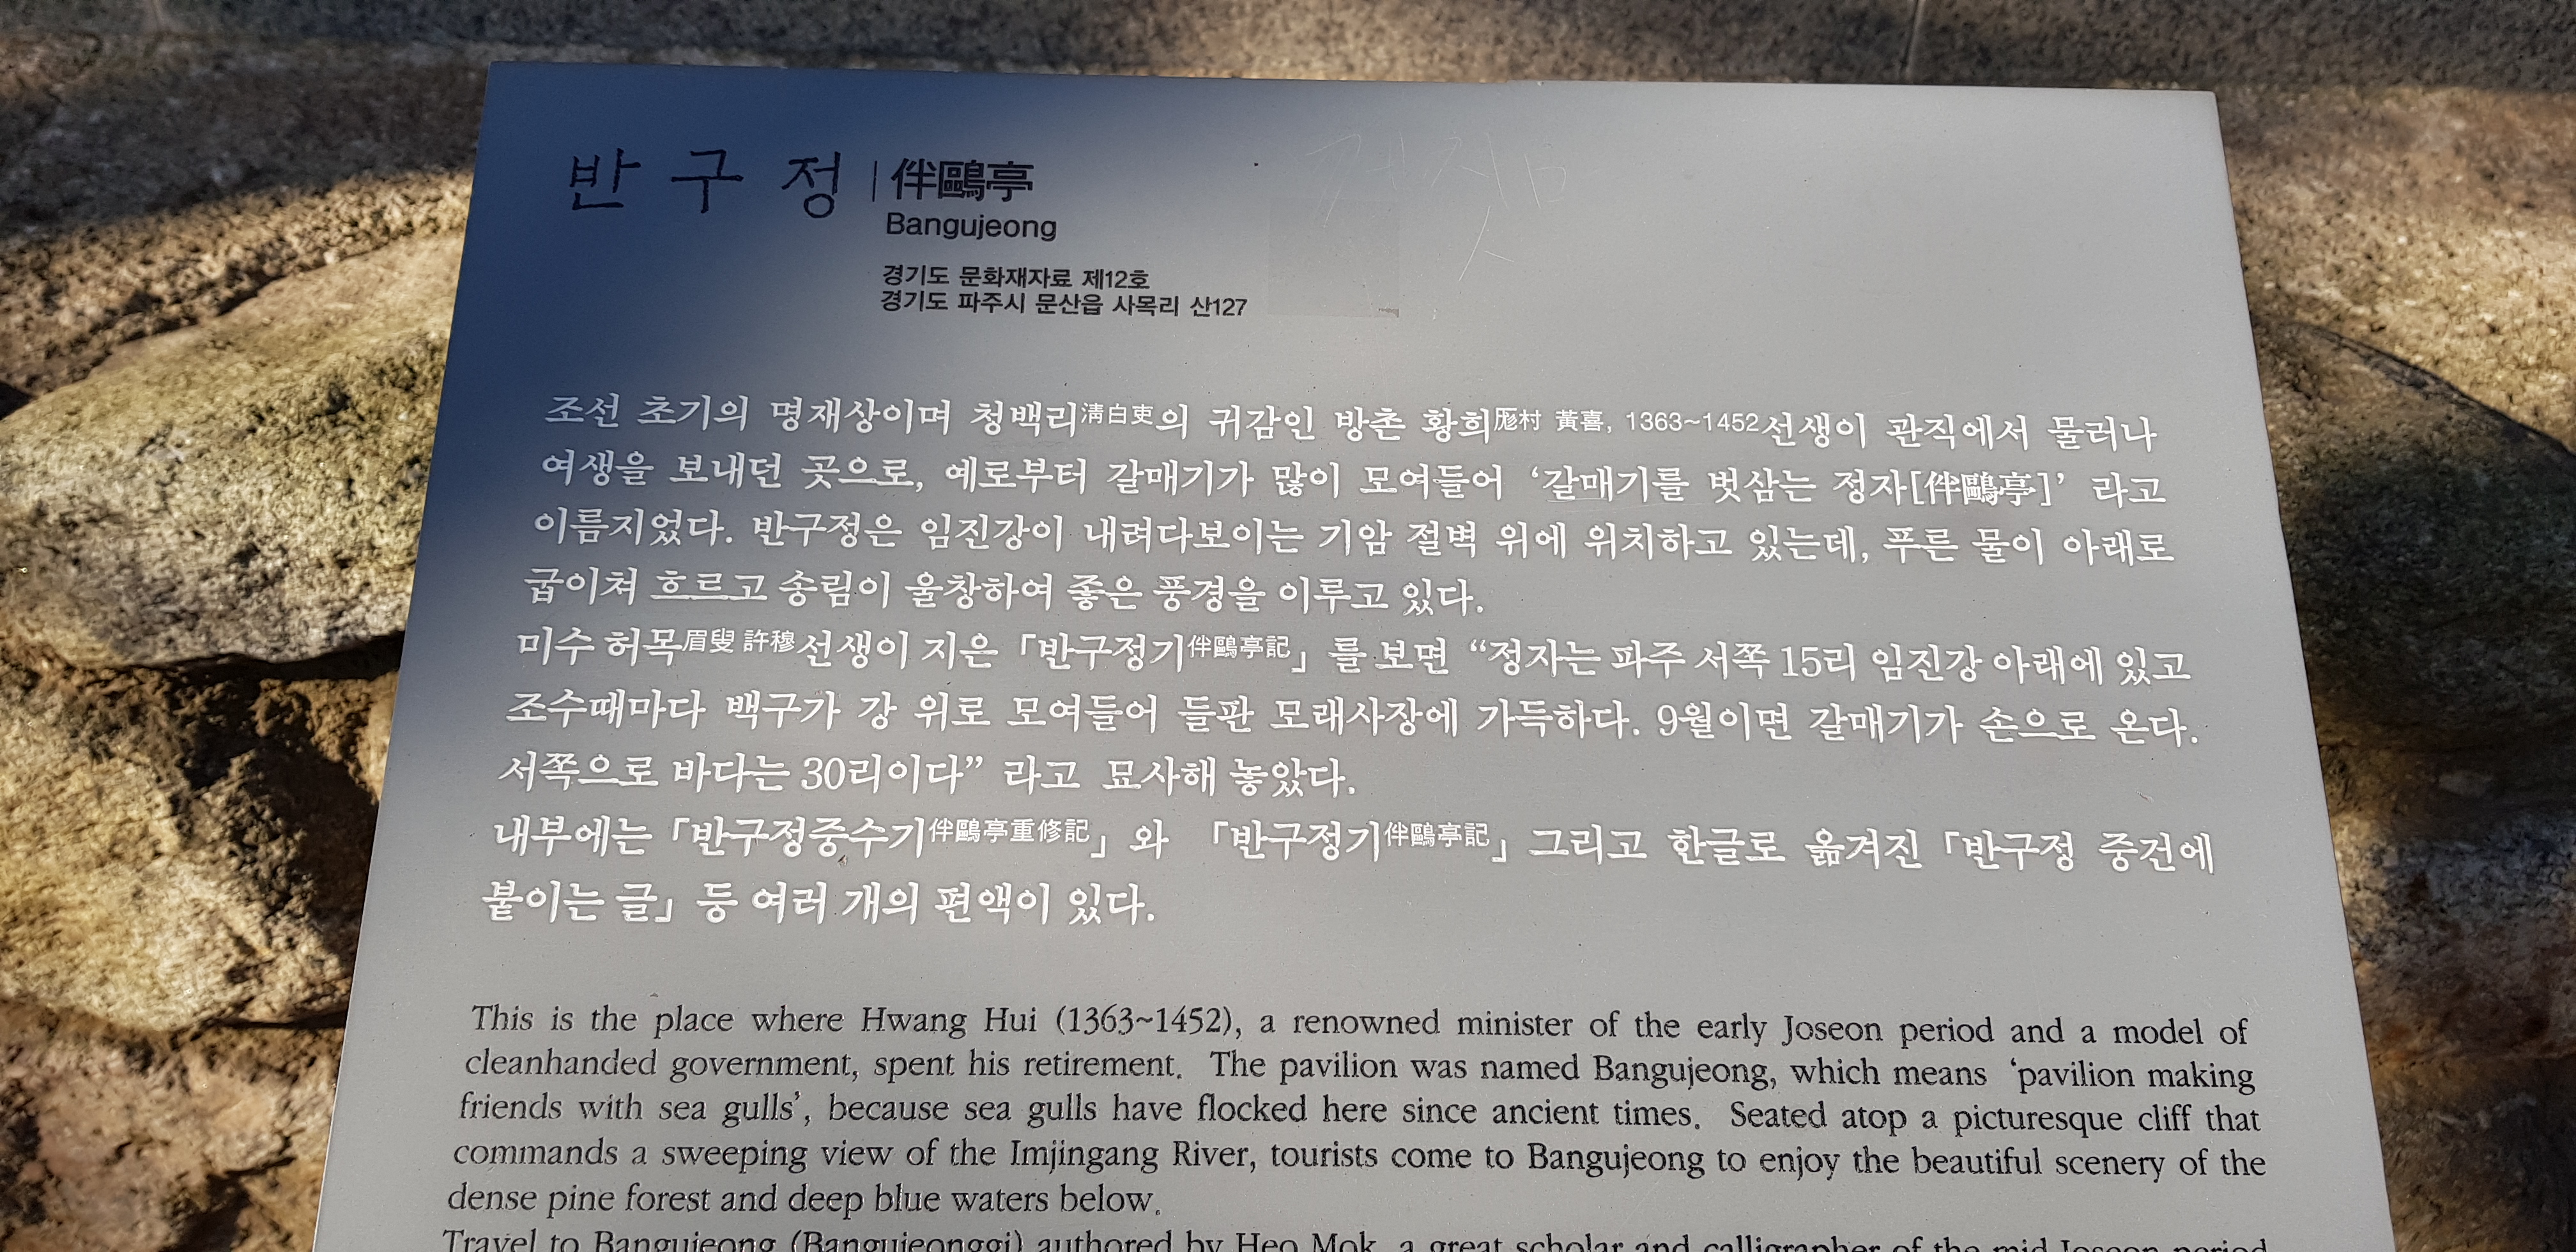 반구정 | 伴鷗亭
Bangujeong
경기도 문화재자료 제12호
경기도 파주시 문산읍 사목리 산127
조선 초기의 명재상이며 청백리淸白吏의 귀감인 방촌 황희厖村 黃喜, 1363~1452선생이 관직에서 물러나
여생을 보내던 곳으로, 예로부터 갈매기가 많이 모여들어 ‘갈매기를 벗삼는 정자[伴鷗亭]’ 라고
이름지었다. 반구정은 임진강이 내려다보이는 기암 절벽 위에 위치하고 있는데, 푸른 물이 아래로
굽이쳐 흐르고 송림이 울창하여 좋은 풍경을 이루고 있다.
미수 허목眉叟 許穆선생이 지은 「반구정기伴鷗亭記」를 보면 “정자는 파주 서쪽 15리 임진강 아래에 있고
조수때마다 백구가 강 위로 모여들어 들판 모래사장에 가득하다. 9월이면 갈매기가 손으로 온다.
서쪽으로 바다는 30리이다” 라고 묘사해 놓았다.
내부에는 「반구정중수기伴鷗亭重修記」와 「반구정기伴鷗亭記」 그리고 한글로 옮겨진 「반구정 중건에
붙이는 글」 등 여러 개의 편액이 있다.
This is the place where Hwang Hui (1363~1452), a renowned minister of the early Joseon period and a model of
cleanhanded government, spent his retirement. The pavilion was named Bangujeong, which means ‘pavilion making
friends with sea gulls’, because sea gulls have flocked here since ancient times. Seated atop a picturesque cliff that
commands a sweeping view of the Imjingang River, tourists come to Bangujeong to enjoy the beautiful scenery of the
dense pine forest and deep blue waters below.
Travel to Bangujeong (Bangujeonggi) authored by Heo Mok, a great scholar and calligrapher of the mid Joseon period